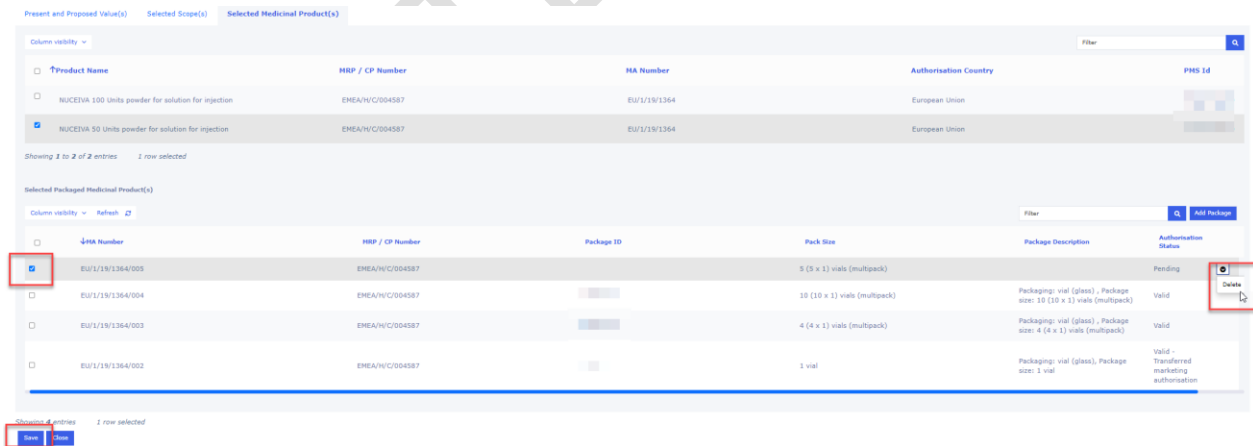 Present and Proposed Value(s) Selected Scope(s) Selected Medicinal Product(s)
Column visibility Filter
Product Name MRP / CP Number MA Number Authorisation Country PMS Id
NUCEIVA 100 Units powder for solution for injection EMEA/H/C/004587 EU/1/19/1364 European Union
NUCEIVA 50 Units powder for solution for injection EMEA/H/C/004587 EU/1/19/1364 European Union
Showing 1 to 2 of 2 entries 1 row selected
Selected Packaged Medicinal Product(s)
Column visibility Refresh Filter Add Package
MA Number MRP / CP Number Package ID Pack Size Package Description Authorisation
Status
EU/1/19/1364/005 EMEA/H/C/004587 5 (5 x 1) vials (multipack) Pending
Delete
EU/1/19/1364/004 EMEA/H/C/004587 10 (10 x 1) vials (multipack) Packaging: vial (glass) , Package Valid
size: 10 (10 x 1) vials (multipack)
EU/1/19/1364/003 EMEA/H/C/004587 4 (4 x 1) vials (multipack) Packaging: vial (glass) , Package Valid
size: 4 (4 x 1) vials (multipack)
EU/1/19/1364/002 EMEA/H/C/004587 1 vial Packaging: vial (glass), Package Valid -
size: 1 vial Transferred
marketing
authorisation
Showing 4 entries 1 row selected
Save Close